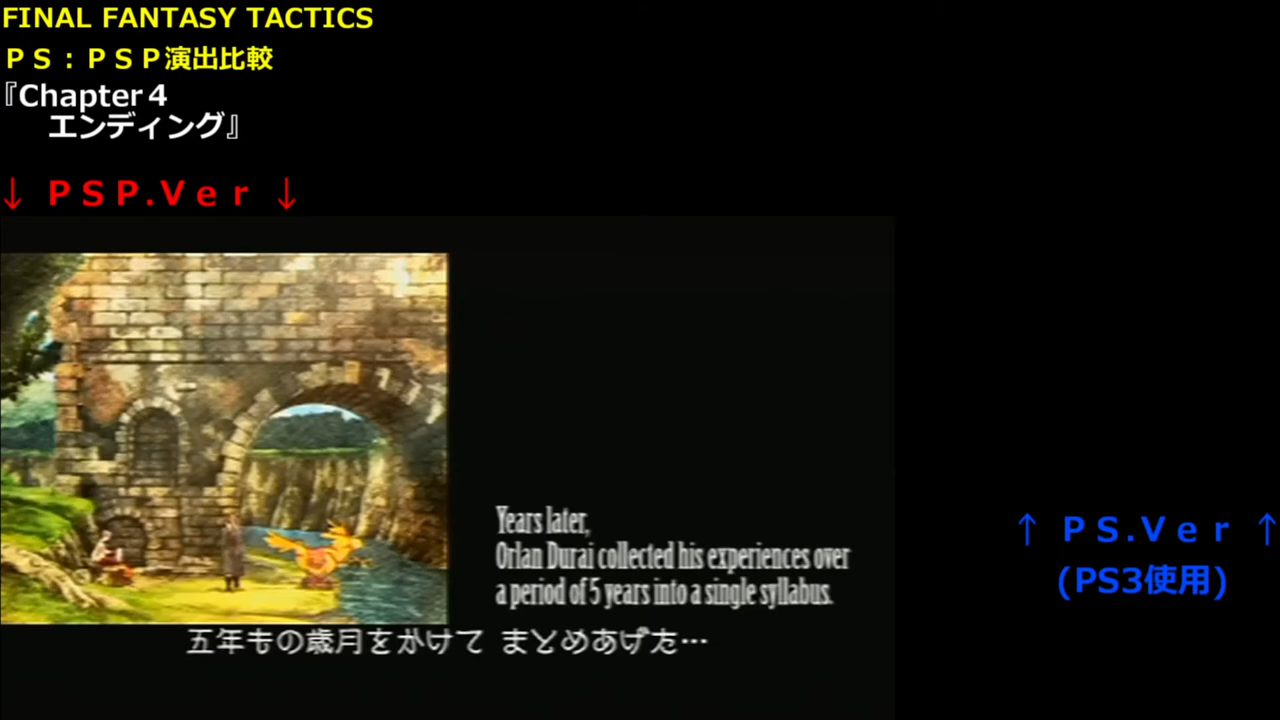 FINAL FANTASY TACTICS
ＰＳ：ＰＳＰ演出比較
『Chapter４
エンディング』
↓ ＰＳＰ.Ｖｅｒ ↓
Years later,
Orlan Durai collected his experiences over
a period of 5 years into a single syllabus.
五年もの歳月をかけて まとめあげた…
↑ ＰＳ.Ｖｅｒ ↑
(PS3使用)